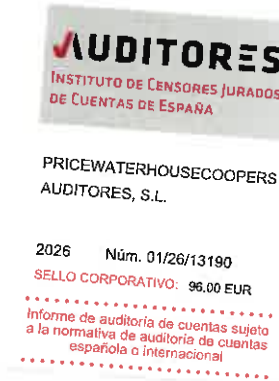 AUDITORES
INSTITUTO DE CENSORES JURADOS
DE CUENTAS DE ESPAÑA
PRICEWATERHOUSECOOPERS
AUDITORES, S.L.
2026 Núm. 01/26/13190
SELLO CORPORATIVO: 96.00 EUR
Informe de auditoría de cuentas sujeto
a la normativa de auditoría de cuentas
española o internacional